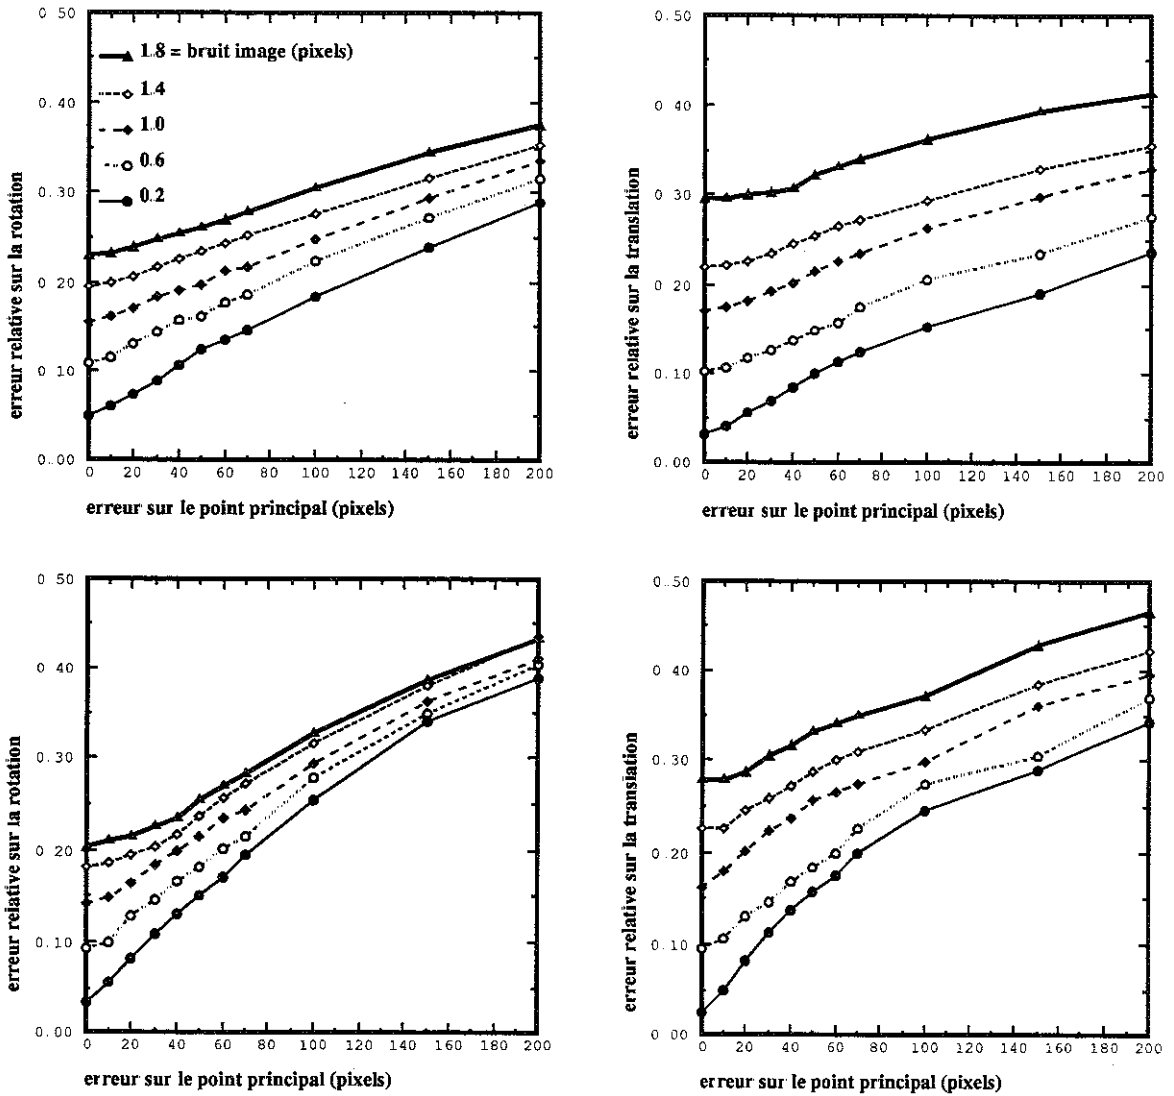 0 50
0 40
0.30
0.20
0.10
0.00
1.8 = bruit image (pixels)
1.4
1.0
0.6
0.2
erreur relative sur la rotation
0 20 40 60 80 100 120 140 160 180 200
erreur sur le point principal (pixels)
0.50
0.40
0.30
0.20
0.10
0.00
erreur relative sur la translation
0 20 40 60 80 100 120 140 160 180 200
erreur sur le point principal (pixels)
0 50
0 40
0.30
0 20
0.10
0.00
erreur relative sur la rotation
0 20 40 60 80 100 120 140 160 180 200
erreur sur le point principal (pixels)
0.50
0.40
0.30
0.20
0.10
0 00
erreur relative sur la translation
0 20 40 60 80 100 120 140 160 180 200
erreur sur le point principal (pixels)